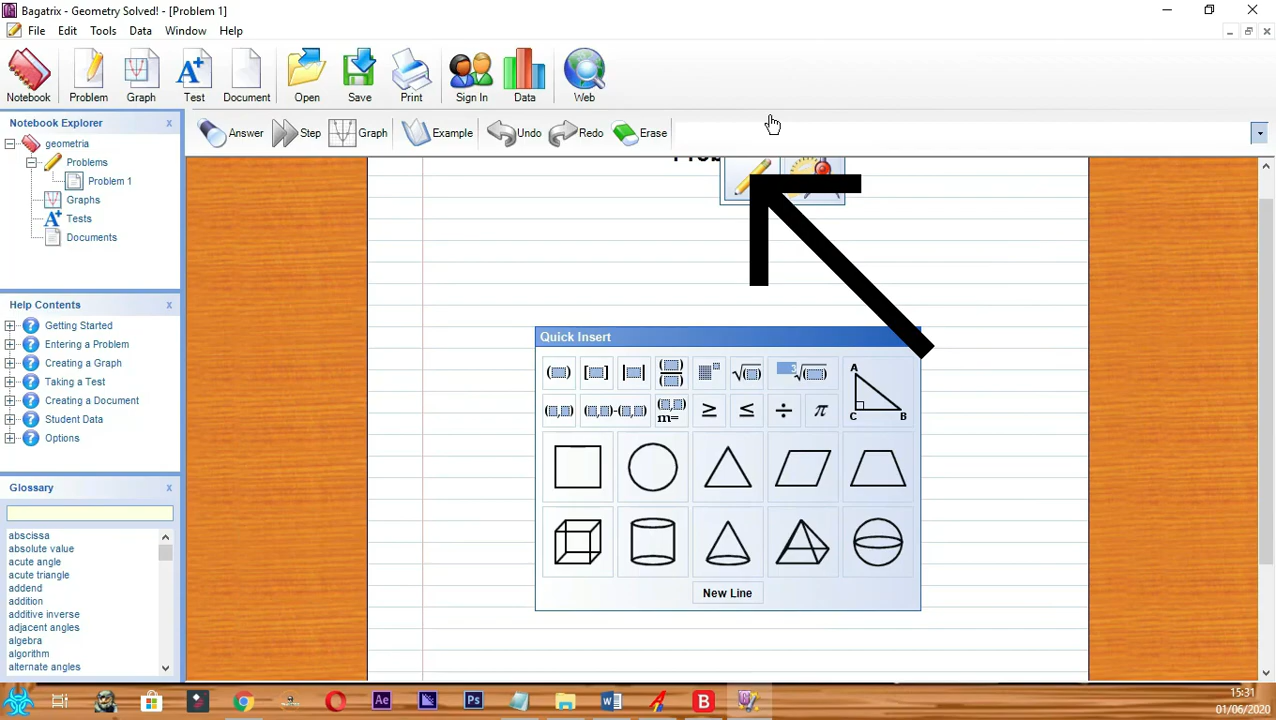 Bagatrix - Geometry Solved! - [Problem 1]
File Edit Tools Data Window Help
Notebook Problem Graph Test Document Open Save Print Sign In Data Web
Notebook Explorer x
Answer Step Graph Example Undo Redo Erase
geometria
Problems
Problem 1
Graphs
Tests
Documents
Help Contents x
Getting Started
Entering a Problem
Creating a Graph
Taking a Test
Creating a Document
Student Data
Options
Glossary x
abscissa
absolute value
acute angle
acute triangle
addend
addition
additive inverse
adjacent angles
algebra
algorithm
alternate angles
Quick Insert
( ) [ ] | | √ 3√ A
( , ) ( , )-( , ) ( , ) m= ≥ ≤ ÷ π C B
New Line
Ae Ps
15:31
01/06/2020